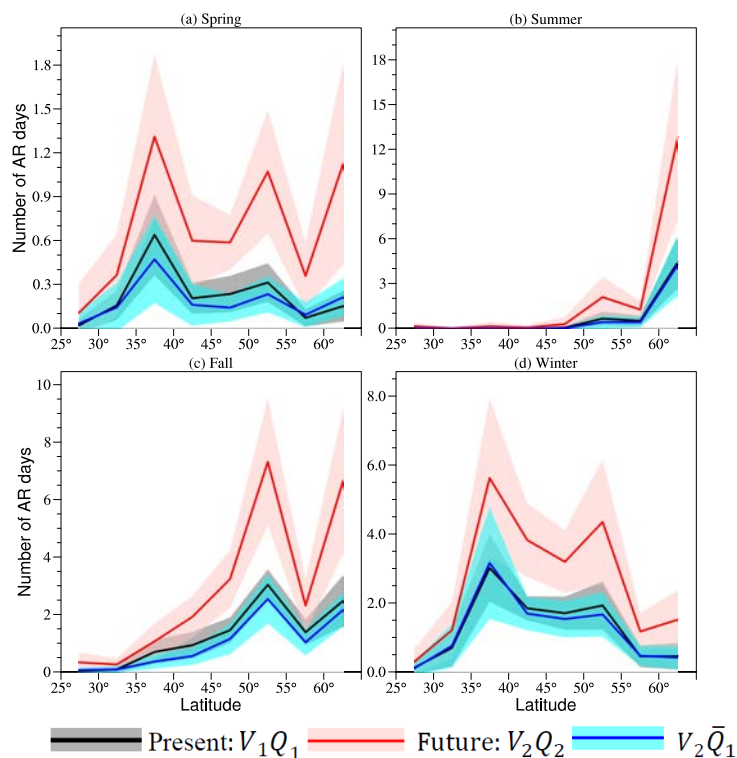 (a) Spring
(b) Summer
Number of AR days
1.8
1.5
1.2
0.9
0.6
0.3
0.0
18
15
12
9
6
3
0
25° 30° 35° 40° 45° 50° 55° 60°
25° 30° 35° 40° 45° 50° 55° 60°
(c) Fall
(d) Winter
Number of AR days
10
8
6
4
2
0
8.0
6.0
4.0
2.0
0.0
25° 30° 35° 40° 45° 50° 55° 60°
25° 30° 35° 40° 45° 50° 55° 60°
Latitude
Latitude
Present: V₁Q₁ Future: V₂Q₂ V₂Q̄₁